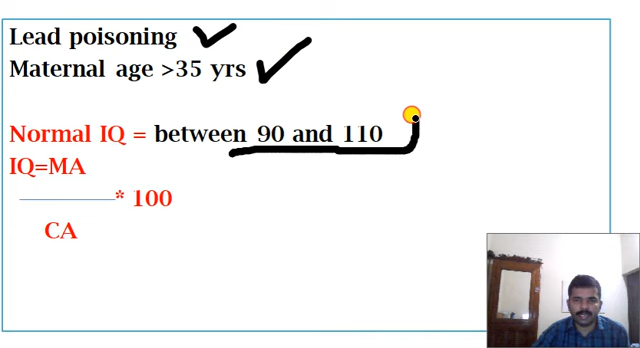 Lead poisoning
Maternal age >35 yrs
Normal IQ = between 90 and 110
IQ=MA
* 100
CA